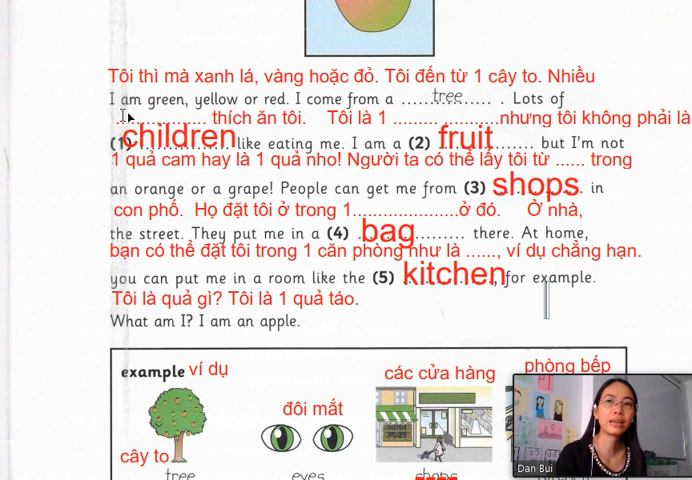 Tôi thì mà xanh lá, vàng hoặc đỏ. Tôi đến từ 1 cây to. Nhiều
I am green, yellow or red. I come from a ....tree.... . Lots of
................ thích ăn tôi. Tôi là 1 ...................nhưng tôi không phải là
(1) children like eating me. I am a (2) fruit but I'm not
1 quả cam hay là 1 quả nho! Người ta có thể lấy tôi từ ...... trong
an orange or a grape! People can get me from (3) shops in
con phố. Họ đặt tôi ở trong 1...................ở đó. Ở nhà,
the street. They put me in a (4) bag there. At home,
bạn có thể đặt tôi trong 1 căn phòng như là ......, ví dụ chẳng hạn.
you can put me in a room like the (5) kitchen, for example.
Tôi là quả gì? Tôi là 1 quả táo.
What am I? I am an apple.
example ví dụ
các cửa hàng
phòng bếp
đôi mắt
cây to
tree
eyes
shops
Dan Bui